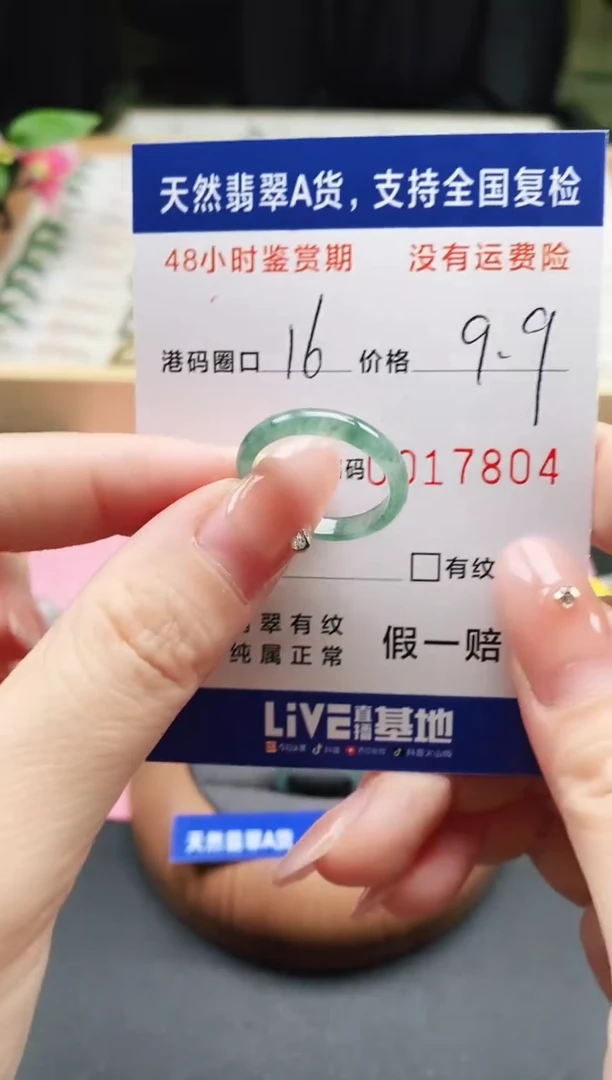 天然翡翠A货，支持全国复检
48小时鉴赏期 没有运费险
港码圈口 16 价格 9.9
码 0017804
□有纹
翠有纹
纯属正常
假一赔
LiVE直播基地
天然翡翠A货